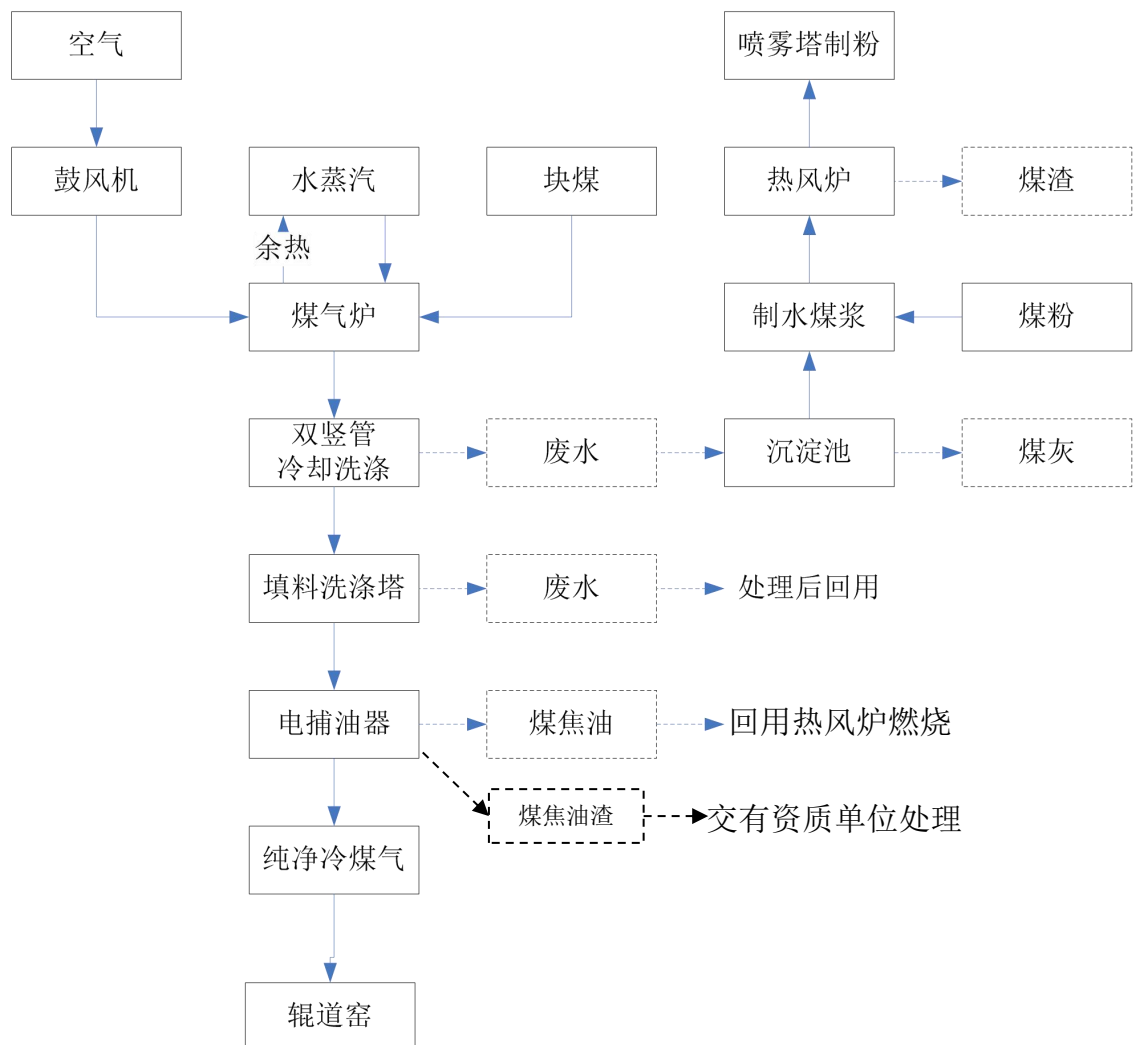 空气
喷雾塔制粉
鼓风机
水蒸汽
块煤
热风炉
煤渣
余热
煤气炉
制水煤浆
煤粉
双竖管
冷却洗涤
废水
沉淀池
煤灰
填料洗涤塔
废水
处理后回用
电捕油器
煤焦油
回用热风炉燃烧
煤焦油渣
交有资质单位处理
纯净冷煤气
辊道窑